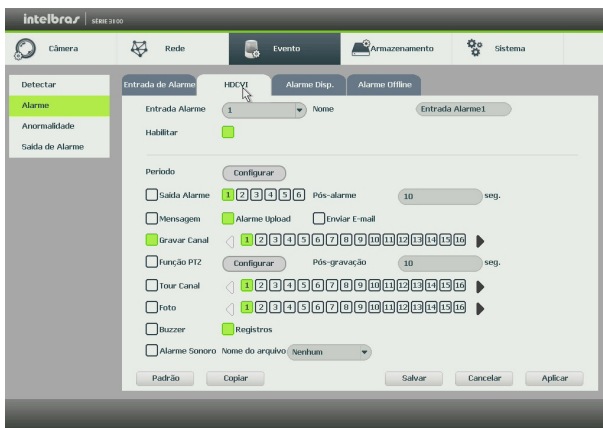 intelbras SÉRIE 3000
Câmera Rede Evento Armazenamento Sistema
Detectar
Alarme
Anormalidade
Saída de Alarme
Entrada de Alarme HDCVI Alarme Disp. Alarme Offline
Entrada Alarme 1 Nome Entrada Alarme1
Habilitar
Período Configurar
Saída Alarme 1 2 3 4 5 6 Pós-alarme 10 seg.
Mensagem Alarme Upload Enviar E-mail
Gravar Canal 1 2 3 4 5 6 7 8 9 10 11 12 13 14 15 16
Função PTZ Configurar Pós-gravação 10 seg.
Tour Canal 1 2 3 4 5 6 7 8 9 10 11 12 13 14 15 16
Foto 1 2 3 4 5 6 7 8 9 10 11 12 13 14 15 16
Buzzer Registros
Alarme Sonoro Nome do arquivo Nenhum
Padrão Copiar Salvar Cancelar Aplicar